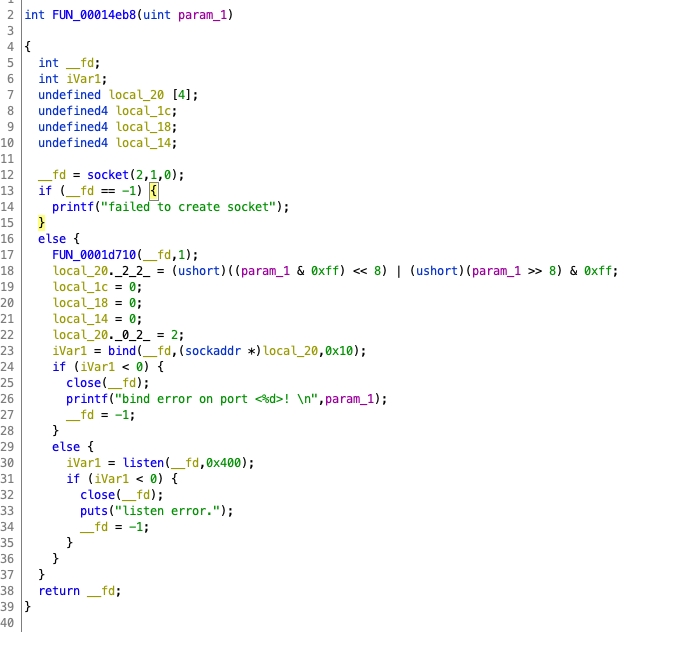 1
2 int FUN_00014eb8(uint param_1)
3
4 {
5   int __fd;
6   int iVar1;
7   undefined local_20 [4];
8   undefined4 local_1c;
9   undefined4 local_18;
10   undefined4 local_14;
11
12   __fd = socket(2,1,0);
13   if (__fd == -1) {
14     printf("failed to create socket");
15   }
16   else {
17     FUN_0001d710(__fd,1);
18     local_20._2_2_ = (ushort)((param_1 & 0xff) << 8) | (ushort)(param_1 >> 8) & 0xff;
19     local_1c = 0;
20     local_18 = 0;
21     local_14 = 0;
22     local_20._0_2_ = 2;
23     iVar1 = bind(__fd,(sockaddr *)local_20,0x10);
24     if (iVar1 < 0) {
25       close(__fd);
26       printf("bind error on port <%d>! \n",param_1);
27       __fd = -1;
28     }
29     else {
30       iVar1 = listen(__fd,0x400);
31       if (iVar1 < 0) {
32         close(__fd);
33         puts("listen error.");
34         __fd = -1;
35       }
36     }
37   }
38   return __fd;
39 }
40